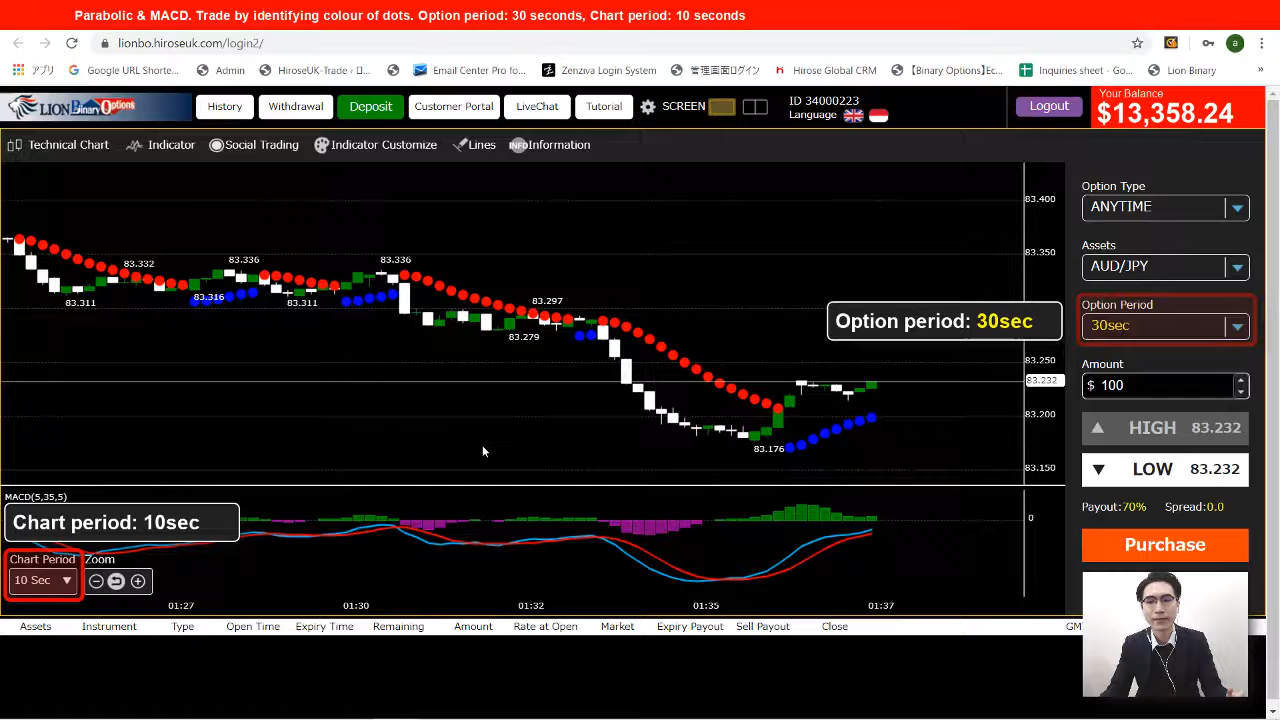 Parabolic & MACD. Trade by identifying colour of dots. Option period: 30 seconds, Chart period: 10 seconds
lionbo.hiroseuk.com/login2/
a
アプリ
Google URL Shorte...
Admin
HiroseUK-Trade ‹ ロ...
Email Center Pro fo...
Zenziva Login System
管理画面ログイン
Hirose Global CRM
【Binary Options】Ec...
Inquiries sheet - Go...
Lion Binary
»
LION Binary Options
History
Withdrawal
Deposit
Customer Portal
LiveChat
Tutorial
SCREEN
ID 34000223
Language
Logout
Your Balance
$13,358.24
Technical Chart
Indicator
Social Trading
Indicator Customize
Lines
INFO Information
83.400
83.350
83.250
83.232
83.200
83.150
83.332
83.311
83.336
83.316
83.311
83.336
83.297
83.279
83.176
Option period: 30sec
Option Type
ANYTIME
Assets
AUD/JPY
Option Period
30sec
Amount
$ 100
HIGH 83.232
LOW 83.232
Payout:70% Spread:0.0
Purchase
MACD(5,35,5)
0
Chart period: 10sec
Chart Period
10 Sec
Zoom
01:27
01:30
01:32
01:35
01:37
Assets Instrument Type Open Time Expiry Time Remaining Amount Rate at Open Market Expiry Payout Sell Payout Close GM